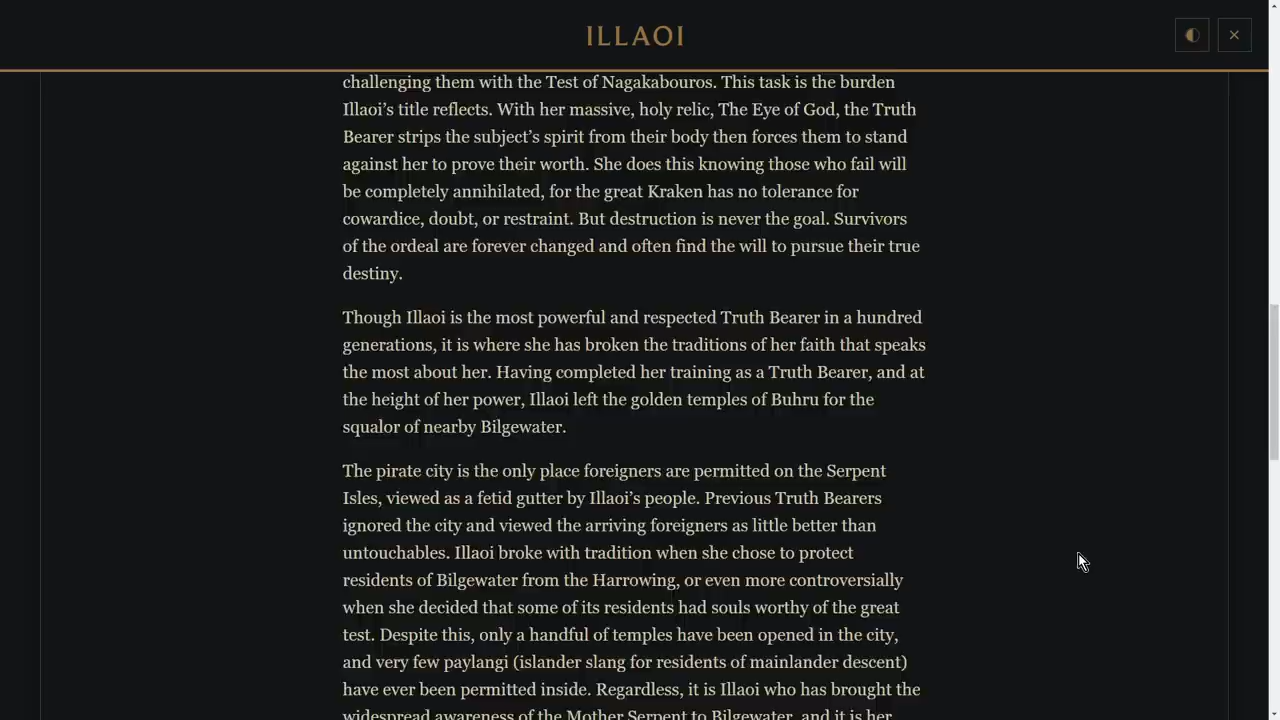 ILLAOI
challenging them with the Test of Nagakabouros. This task is the burden
Illaoi’s title reflects. With her massive, holy relic, The Eye of God, the Truth
Bearer strips the subject’s spirit from their body then forces them to stand
against her to prove their worth. She does this knowing those who fail will
be completely annihilated, for the great Kraken has no tolerance for
cowardice, doubt, or restraint. But destruction is never the goal. Survivors
of the ordeal are forever changed and often find the will to pursue their true
destiny.
Though Illaoi is the most powerful and respected Truth Bearer in a hundred
generations, it is where she has broken the traditions of her faith that speaks
the most about her. Having completed her training as a Truth Bearer, and at
the height of her power, Illaoi left the golden temples of Buhru for the
squalor of nearby Bilgewater.
The pirate city is the only place foreigners are permitted on the Serpent
Isles, viewed as a fetid gutter by Illaoi’s people. Previous Truth Bearers
ignored the city and viewed the arriving foreigners as little better than
untouchables. Illaoi broke with tradition when she chose to protect
residents of Bilgewater from the Harrowing, or even more controversially
when she decided that some of its residents had souls worthy of the great
test. Despite this, only a handful of temples have been opened in the city,
and very few paylangi (islander slang for residents of mainlander descent)
have ever been permitted inside. Regardless, it is Illaoi who has brought the
widespread awareness of the Mother Serpent to Bilgewater, and it is her